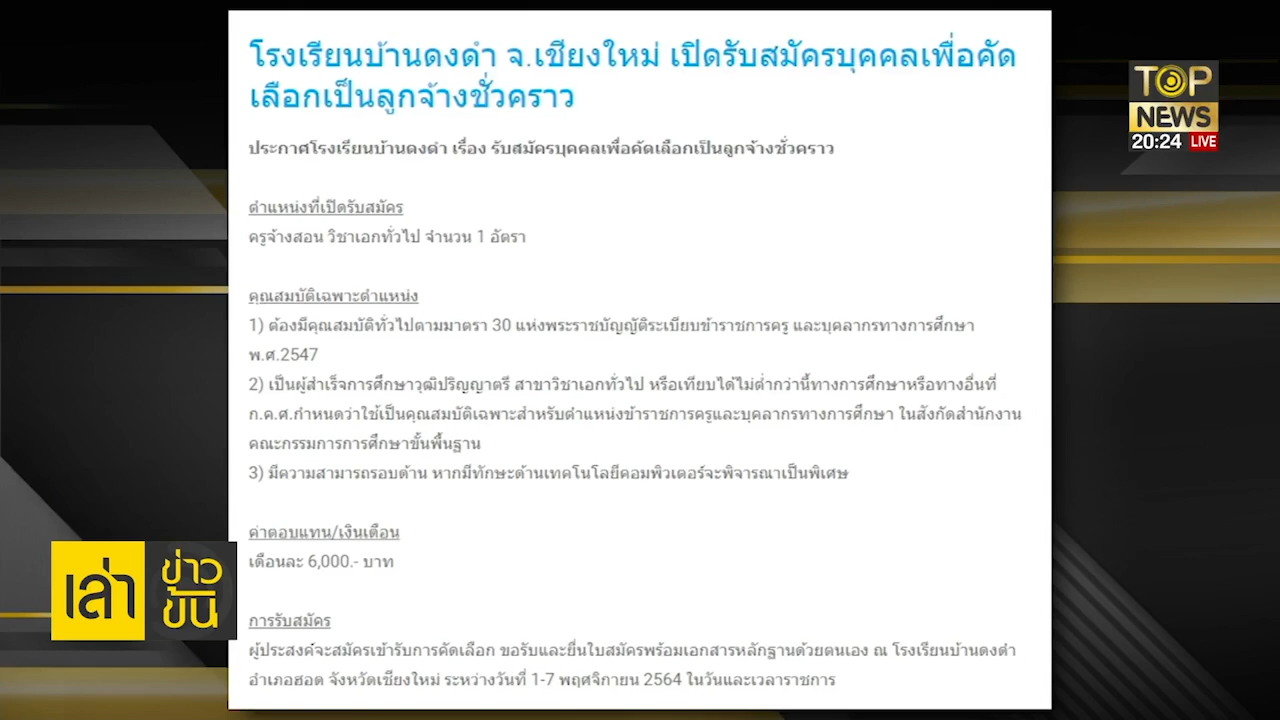 โรงเรียนบ้านดงดำ จ.เชียงใหม่ เปิดรับสมัครบุคคลเพื่อคัด
เลือกเป็นลูกจ้างชั่วคราว
ประกาศโรงเรียนบ้านดงดำ เรื่อง รับสมัครบุคคลเพื่อคัดเลือกเป็นลูกจ้างชั่วคราว
ตำแหน่งที่เปิดรับสมัคร
ครูจ้างสอน วิชาเอกทั่วไป จำนวน 1 อัตรา
คุณสมบัติเฉพาะตำแหน่ง
1) ต้องมีคุณสมบัติทั่วไปตามมาตรา 30 แห่งพระราชบัญญัติระเบียบข้าราชการครู และบุคลากรทางการศึกษา
พ.ศ.2547
2) เป็นผู้สำเร็จการศึกษาวุฒิปริญญาตรี สาขาวิชาเอกทั่วไป หรือเทียบได้ไม่ต่ำกว่านี้ทางการศึกษาหรือทางอื่นที่
ก.ค.ศ.กำหนดว่าใช้เป็นคุณสมบัติเฉพาะสำหรับตำแหน่งข้าราชการครูและบุคลากรทางการศึกษา ในสังกัดสำนักงาน
คณะกรรมการการศึกษาขั้นพื้นฐาน
3) มีความสามารถรอบด้าน หากมีทักษะด้านเทคโนโลยีคอมพิวเตอร์จะพิจารณาเป็นพิเศษ
ค่าตอบแทน/เงินเดือน
เดือนละ 6,000.- บาท
การรับสมัคร
ผู้ประสงค์จะสมัครเข้ารับการคัดเลือก ขอรับและยื่นใบสมัครพร้อมเอกสารหลักฐานด้วยตนเอง ณ โรงเรียนบ้านดงดำ
อำเภอฮอด จังหวัดเชียงใหม่ ระหว่างวันที่ 1-7 พฤศจิกายน 2564 ในวันและเวลาราชการ
TOP
NEWS
20:24 LIVE
เล่า
ข่าว
ข้น